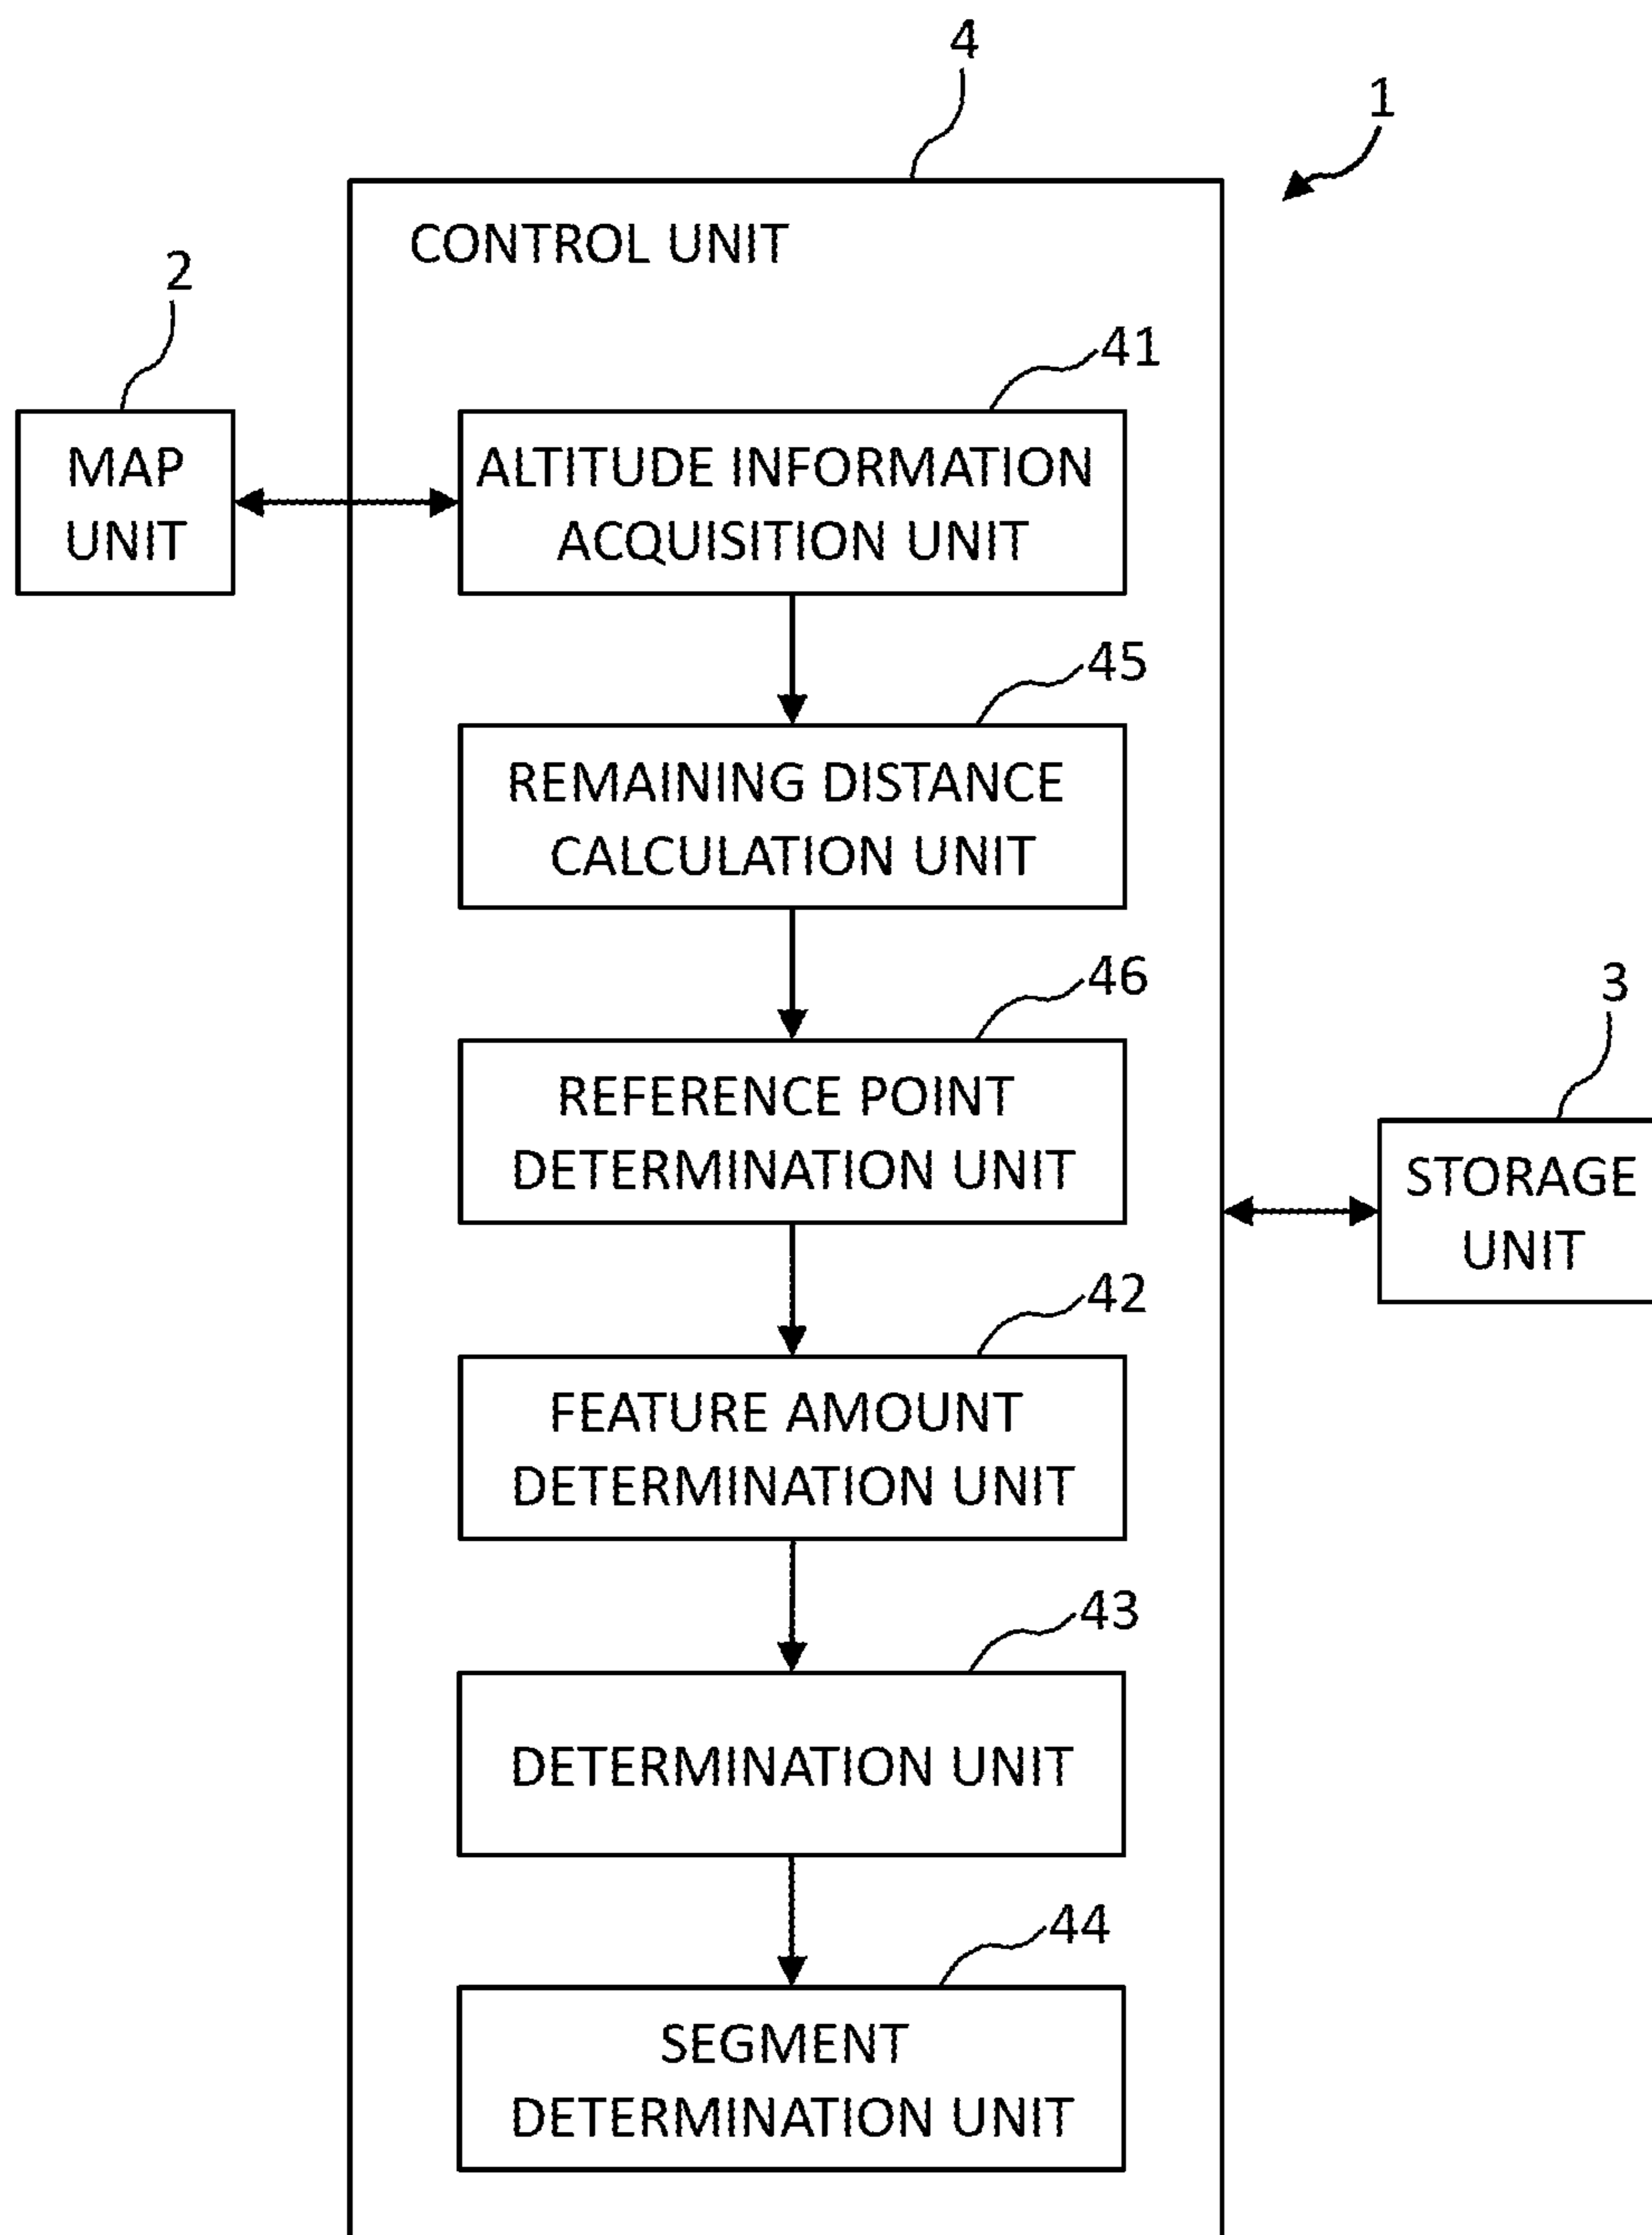 4
1
CONTROL UNIT
2
41
MAP
UNIT
ALTITUDE INFORMATION
ACQUISITION UNIT
45
REMAINING DISTANCE
CALCULATION UNIT
46
3
REFERENCE POINT
DETERMINATION UNIT
STORAGE
UNIT
42
FEATURE AMOUNT
DETERMINATION UNIT
43
DETERMINATION UNIT
44
SEGMENT
DETERMINATION UNIT